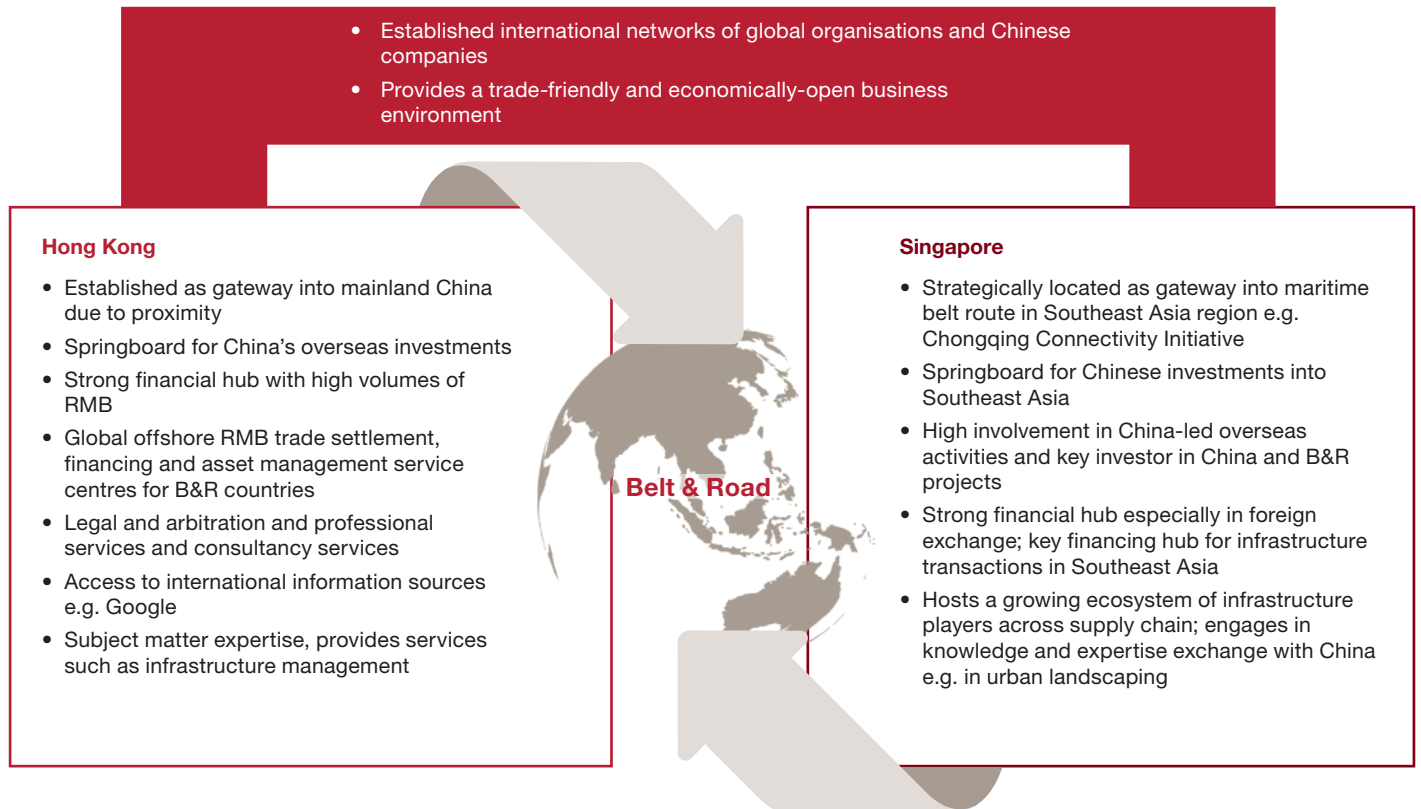 • Established international networks of global organisations and Chinese
companies
• Provides a trade-friendly and economically-open business
environment
Hong Kong
• Established as gateway into mainland China
due to proximity
• Springboard for China's overseas investments
• Strong financial hub with high volumes of
RMB
• Global offshore RMB trade settlement,
financing and asset management service
centres for B&R countries
• Legal and arbitration and professional
services and consultancy services
• Access to international information sources
e.g. Google
• Subject matter expertise, provides services
such as infrastructure management
Belt & Road
Singapore
• Strategically located as gateway into maritime
belt route in Southeast Asia region e.g.
Chongqing Connectivity Initiative
• Springboard for Chinese investments into
Southeast Asia
• High involvement in China-led overseas
activities and key investor in China and B&R
projects
• Strong financial hub especially in foreign
exchange; key financing hub for infrastructure
transactions in Southeast Asia
• Hosts a growing ecosystem of infrastructure
players across supply chain; engages in
knowledge and expertise exchange with China
e.g. in urban landscaping